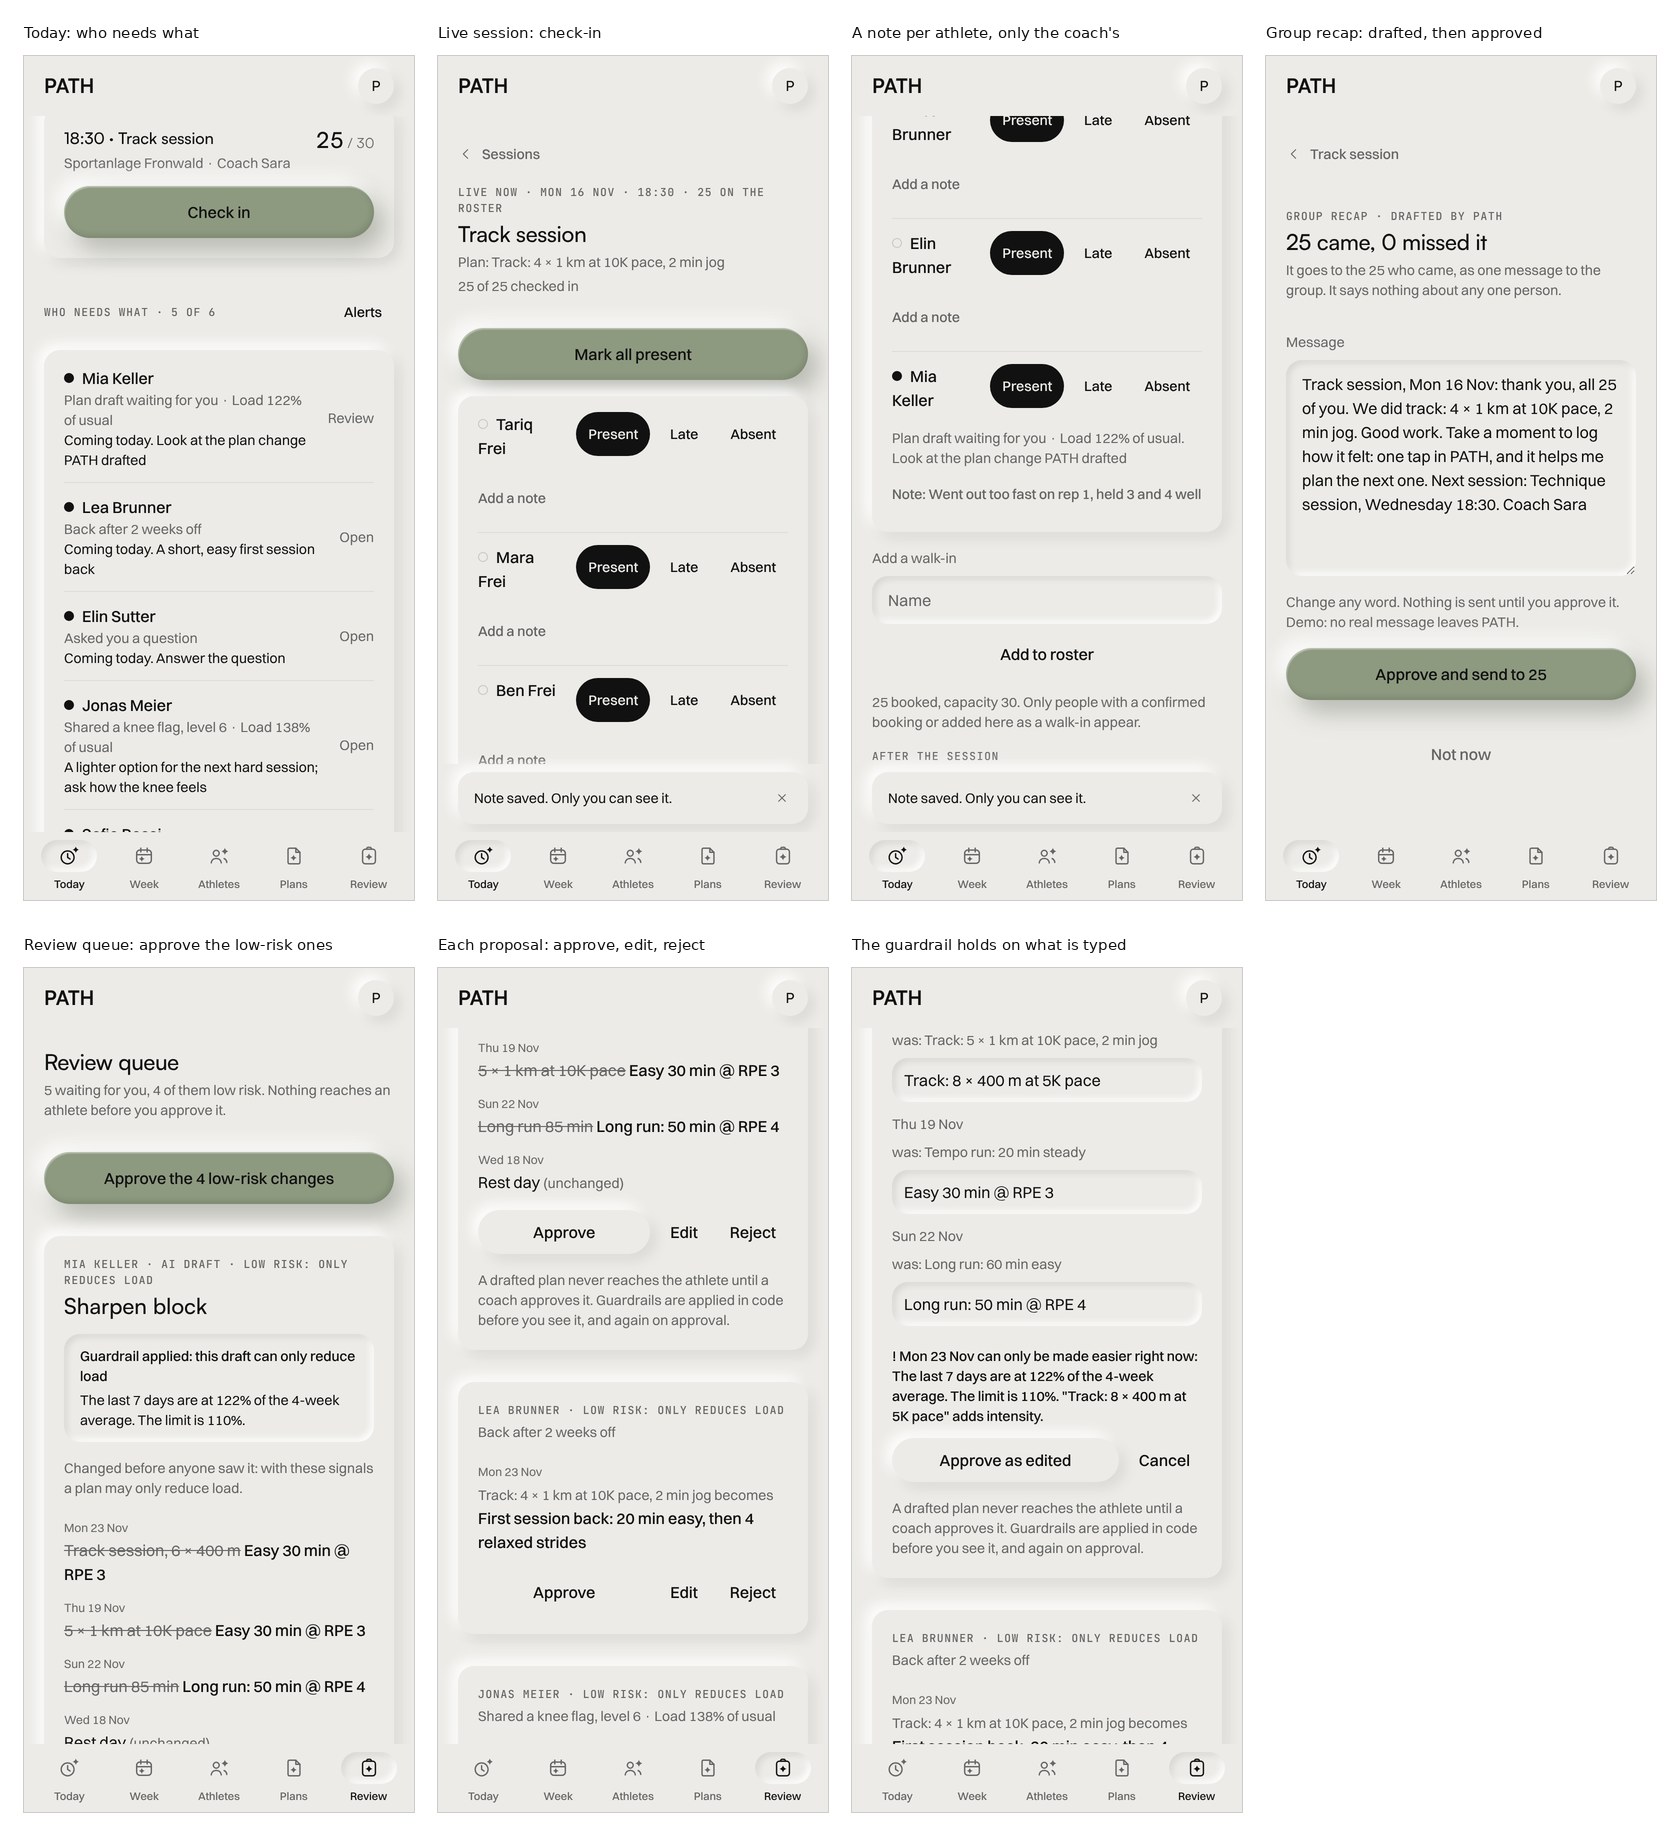 Today: who needs what
PATH
P
18:30 • Track session
25 / 30
Sportanlage Fronwald · Coach Sara
Check in
WHO NEEDS WHAT · 5 OF 6
Alerts
Mia Keller
Plan draft waiting for you · Load 122%
of usual
Review
Coming today. Look at the plan change
PATH drafted
Lea Brunner
Back after 2 weeks off
Open
Coming today. A short, easy first session
back
Elin Sutter
Asked you a question
Open
Coming today. Answer the question
Jonas Meier
Shared a knee flag, level 6 · Load 138%
of usual
Open
A lighter option for the next hard session;
ask how the knee feels
Today
Week
Athletes
Plans
Review
Live session: check-in
PATH
P
Sessions
LIVE NOW · MON 16 NOV · 18:30 · 25 ON THE
ROSTER
Track session
Plan: Track: 4 × 1 km at 10K pace, 2 min jog
25 of 25 checked in
Mark all present
Tariq
Frei
Present
Late
Absent
Add a note
Mara
Frei
Present
Late
Absent
Add a note
Ben Frei
Present
Late
Absent
Add a note
Note saved. Only you can see it.
Today
Week
Athletes
Plans
Review
A note per athlete, only the coach's
PATH
P
Brunner
Present
Late
Absent
Add a note
Elin
Brunner
Present
Late
Absent
Add a note
Mia
Keller
Present
Late
Absent
Plan draft waiting for you · Load 122% of usual.
Look at the plan change PATH drafted
Note: Went out too fast on rep 1, held 3 and 4 well
Add a walk-in
Name
Add to roster
25 booked, capacity 30. Only people with a confirmed
booking or added here as a walk-in appear.
AFTER THE SESSION
Note saved. Only you can see it.
Today
Week
Athletes
Plans
Review
Group recap: drafted, then approved
PATH
P
Track session
GROUP RECAP · DRAFTED BY PATH
25 came, 0 missed it
It goes to the 25 who came, as one message to the
group. It says nothing about any one person.
Message
Track session, Mon 16 Nov: thank you, all 25
of you. We did track: 4 × 1 km at 10K pace, 2
min jog. Good work. Take a moment to log
how it felt: one tap in PATH, and it helps me
plan the next one. Next session: Technique
session, Wednesday 18:30. Coach Sara
Change any word. Nothing is sent until you approve it.
Demo: no real message leaves PATH.
Approve and send to 25
Not now
Today
Week
Athletes
Plans
Review
Review queue: approve the low-risk ones
PATH
P
Review queue
5 waiting for you, 4 of them low risk. Nothing reaches an
athlete before you approve it.
Approve the 4 low-risk changes
MIA KELLER · AI DRAFT · LOW RISK: ONLY
REDUCES LOAD
Sharpen block
Guardrail applied: this draft can only reduce
load
The last 7 days are at 122% of the 4-week
average. The limit is 110%.
Changed before anyone saw it: with these signals
a plan may only reduce load.
Mon 23 Nov
Track session, 6 × 400 m Easy 30 min @
RPE 3
Thu 19 Nov
5 × 1 km at 10K pace Easy 30 min @ RPE 3
Sun 22 Nov
Long run 85 min Long run: 50 min @ RPE 4
Wed 18 Nov
Rest day (unchanged)
Today
Week
Athletes
Plans
Review
Each proposal: approve, edit, reject
PATH
P
Thu 19 Nov
5 × 1 km at 10K pace Easy 30 min @ RPE 3
Sun 22 Nov
Long run 85 min Long run: 50 min @ RPE 4
Wed 18 Nov
Rest day (unchanged)
Approve
Edit
Reject
A drafted plan never reaches the athlete until a
coach approves it. Guardrails are applied in code
before you see it, and again on approval.
LEA BRUNNER · LOW RISK: ONLY REDUCES LOAD
Back after 2 weeks off
Mon 23 Nov
Track: 4 × 1 km at 10K pace, 2 min jog becomes
First session back: 20 min easy, then 4
relaxed strides
Approve
Edit
Reject
JONAS MEIER · LOW RISK: ONLY REDUCES LOAD
Shared a knee flag, level 6 · Load 138% of usual
Today
Week
Athletes
Plans
Review
The guardrail holds on what is typed
PATH
P
was: Track: 5 × 1 km at 10K pace, 2 min jog
Track: 8 × 400 m at 5K pace
Thu 19 Nov
was: Tempo run: 20 min steady
Easy 30 min @ RPE 3
Sun 22 Nov
was: Long run: 60 min easy
Long run: 50 min @ RPE 4
! Mon 23 Nov can only be made easier right now:
The last 7 days are at 122% of the 4-week
average. The limit is 110%. "Track: 8 × 400 m at
5K pace" adds intensity.
Approve as edited
Cancel
A drafted plan never reaches the athlete until a
coach approves it. Guardrails are applied in code
before you see it, and again on approval.
LEA BRUNNER · LOW RISK: ONLY REDUCES LOAD
Back after 2 weeks off
Mon 23 Nov
Track: 4 × 1 km at 10K pace, 2 min jog becomes
Today
Week
Athletes
Plans
Review